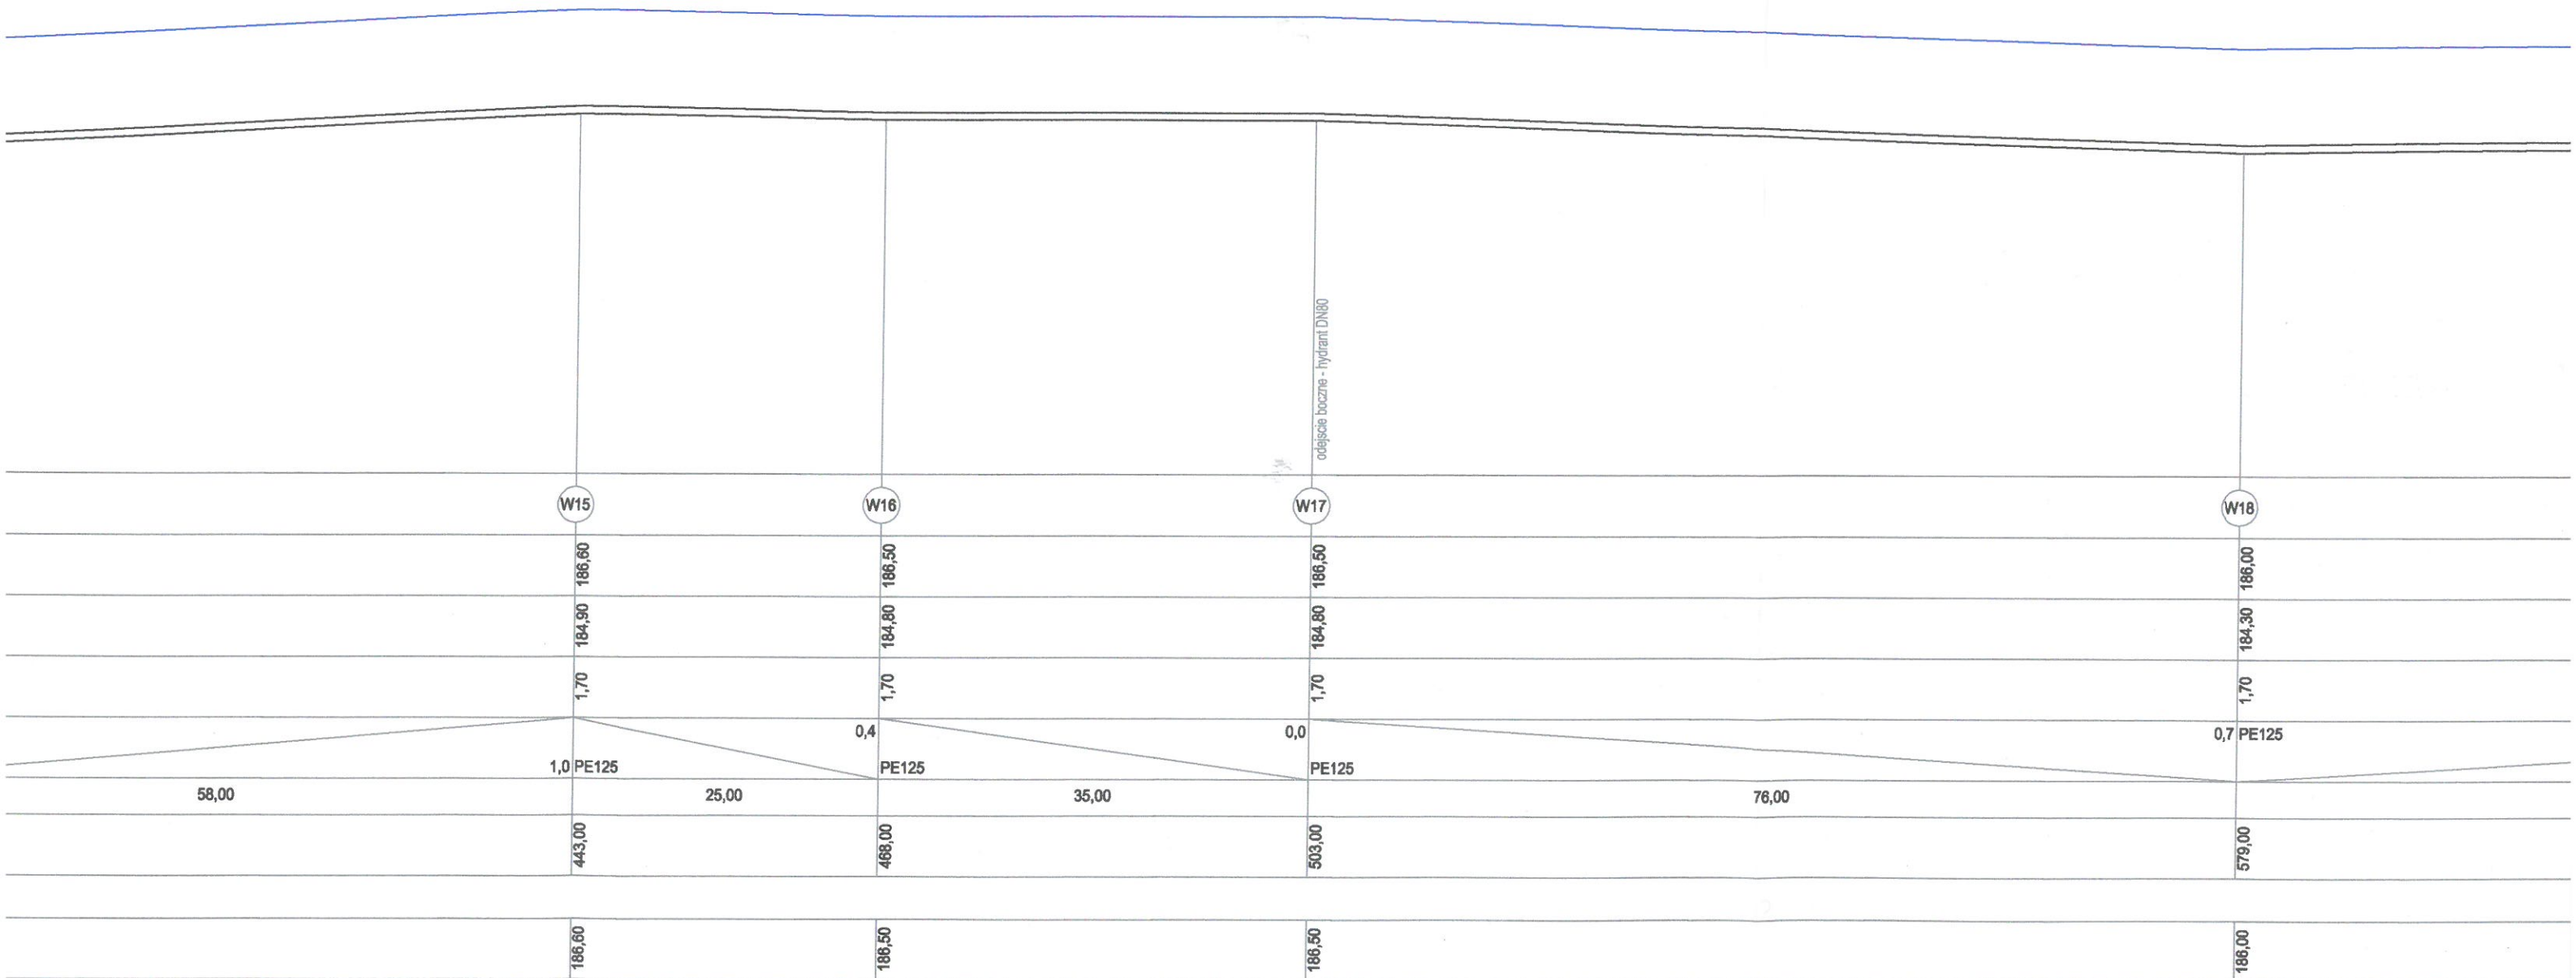 odejscie boczne - hydrant DN80
W15 W16 W17 W18
186,60 186,50 186,50 186,00
184,90 184,80 184,80 184,30
1,70 1,70 1,70 1,70
0,4 0,0 0,7 PE125
1,0 PE125 PE125 PE125
58,00 25,00 35,00 76,00
443,00 468,00 503,00 579,00
186,60 186,50 186,50 186,00